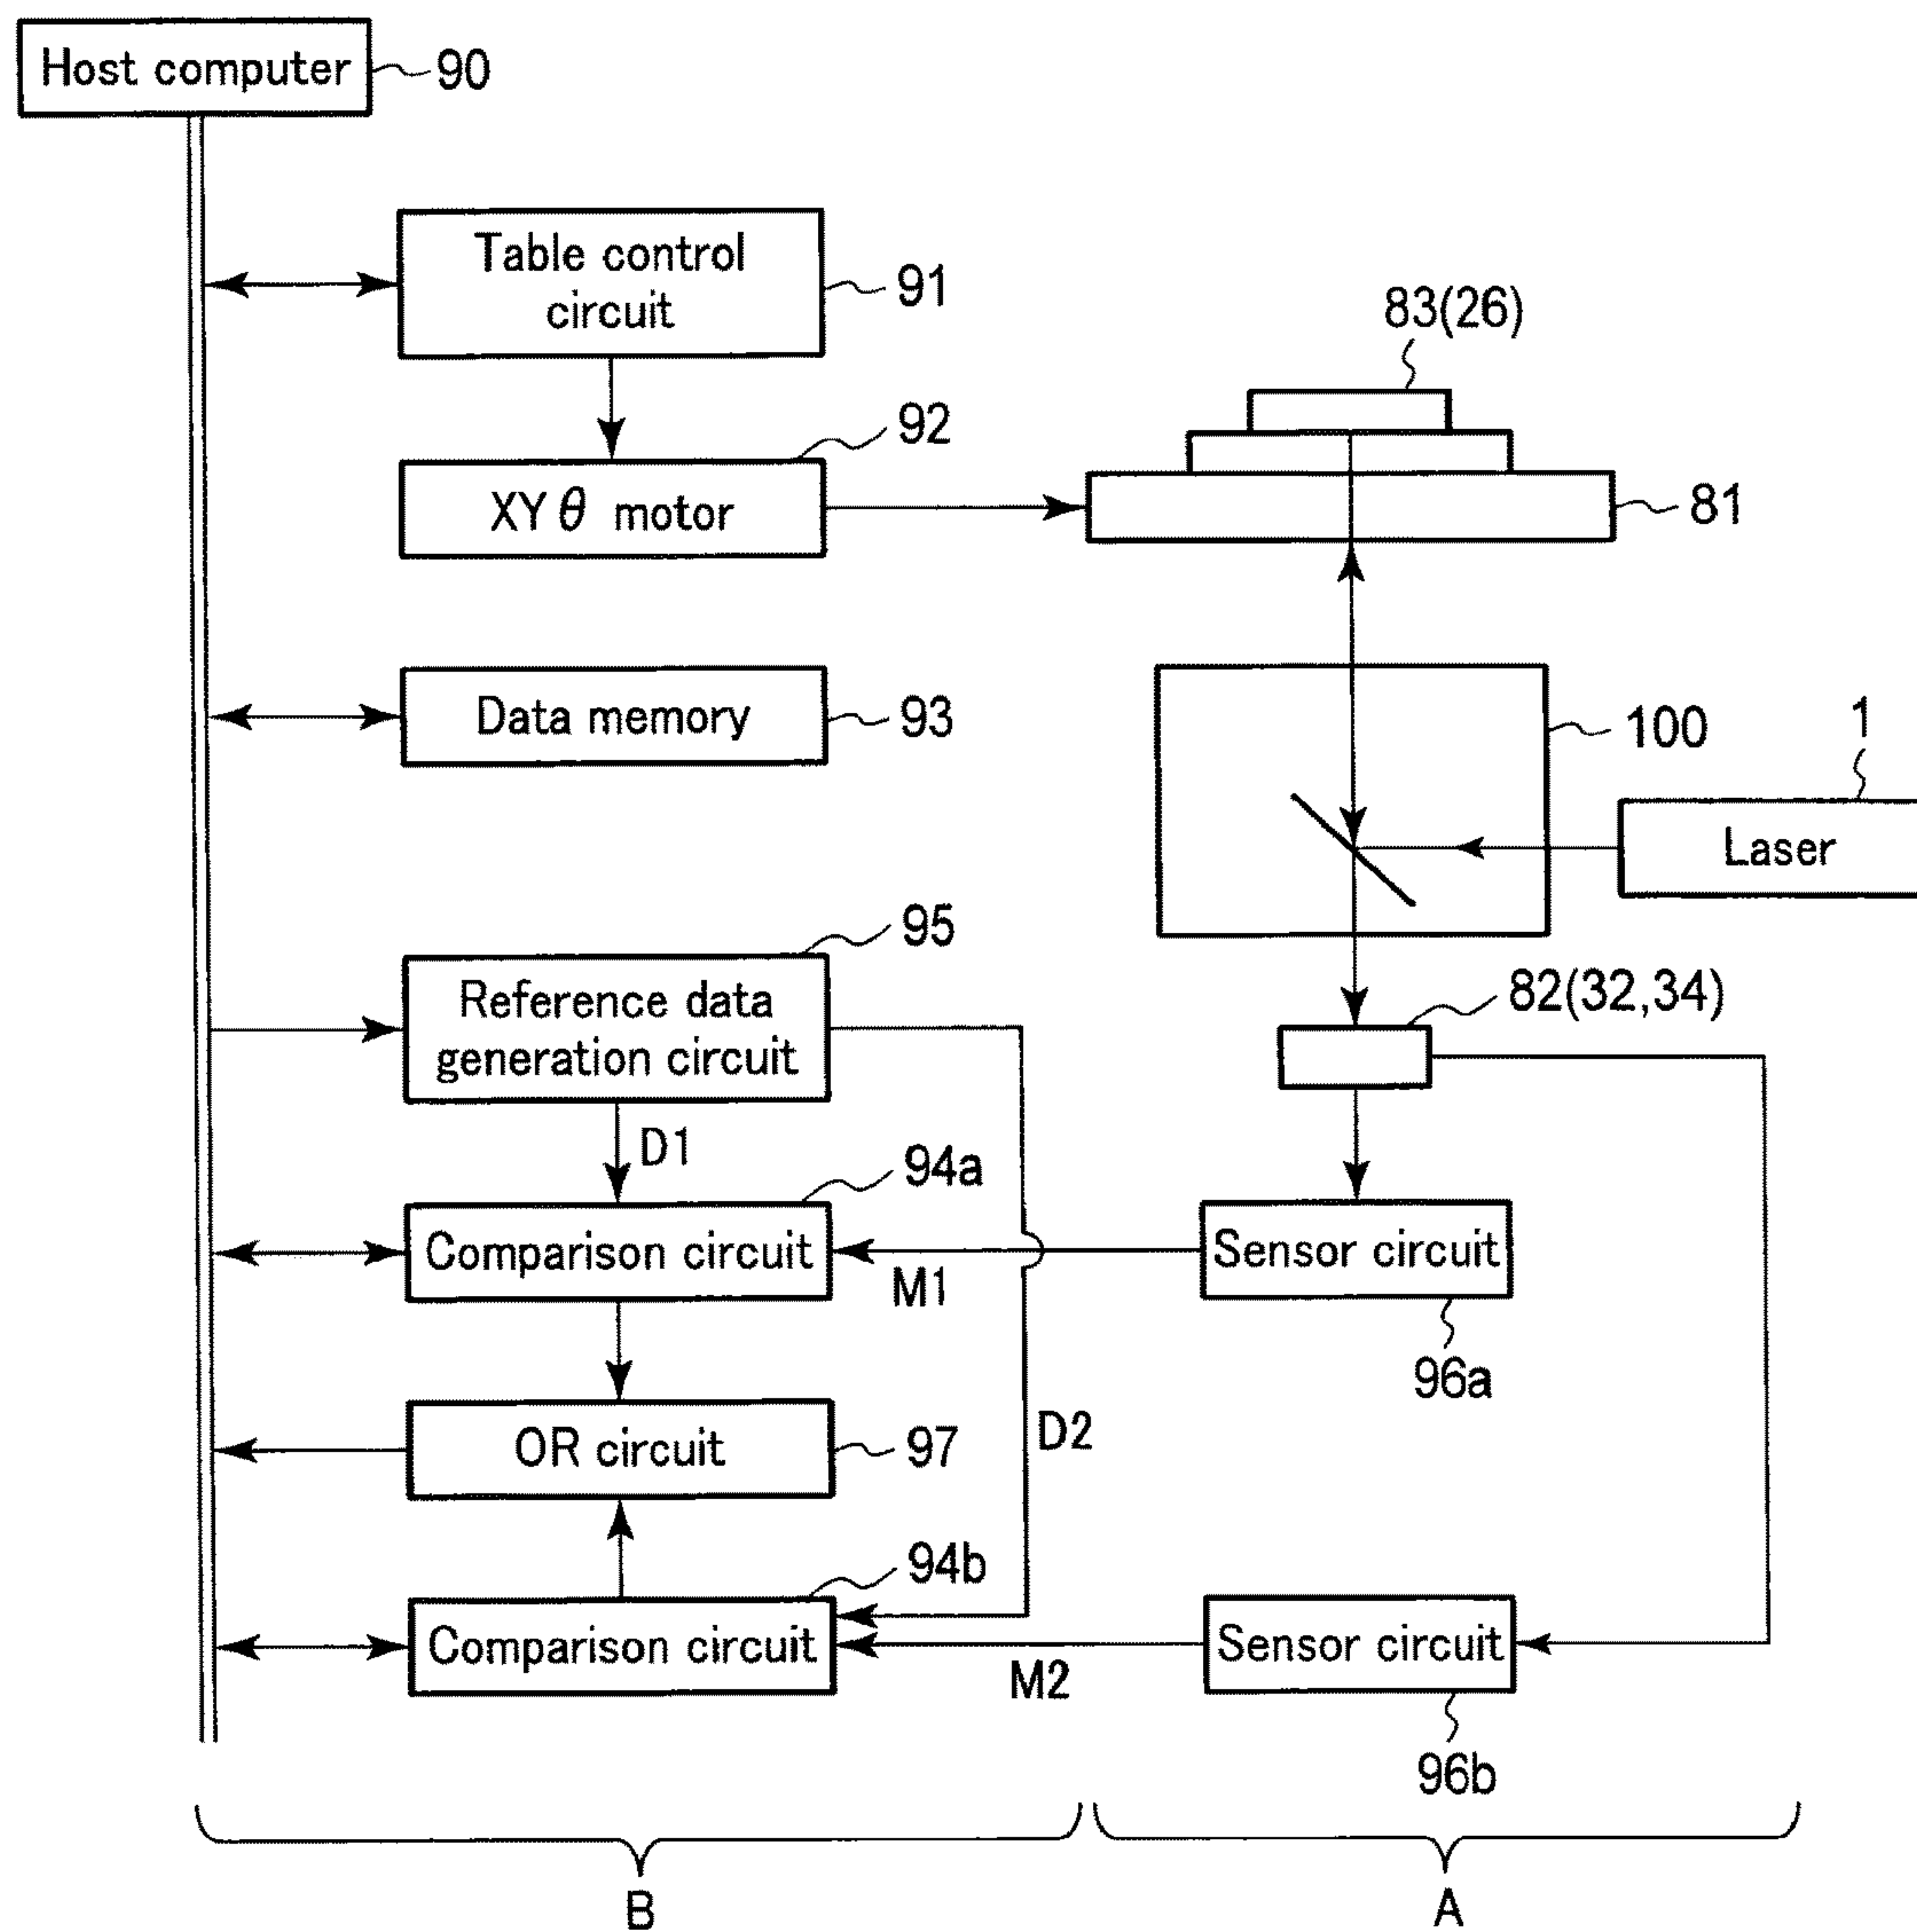 Host computer
90
Table control
circuit
91
83(26)
92
XYθ motor
81
Data memory
93
100
1
Laser
95
Reference data
generation circuit
82(32,34)
D1
94a
Comparison circuit
M1
Sensor circuit
96a
OR circuit
97
D2
94b
Comparison circuit
M2
Sensor circuit
96b
B
A